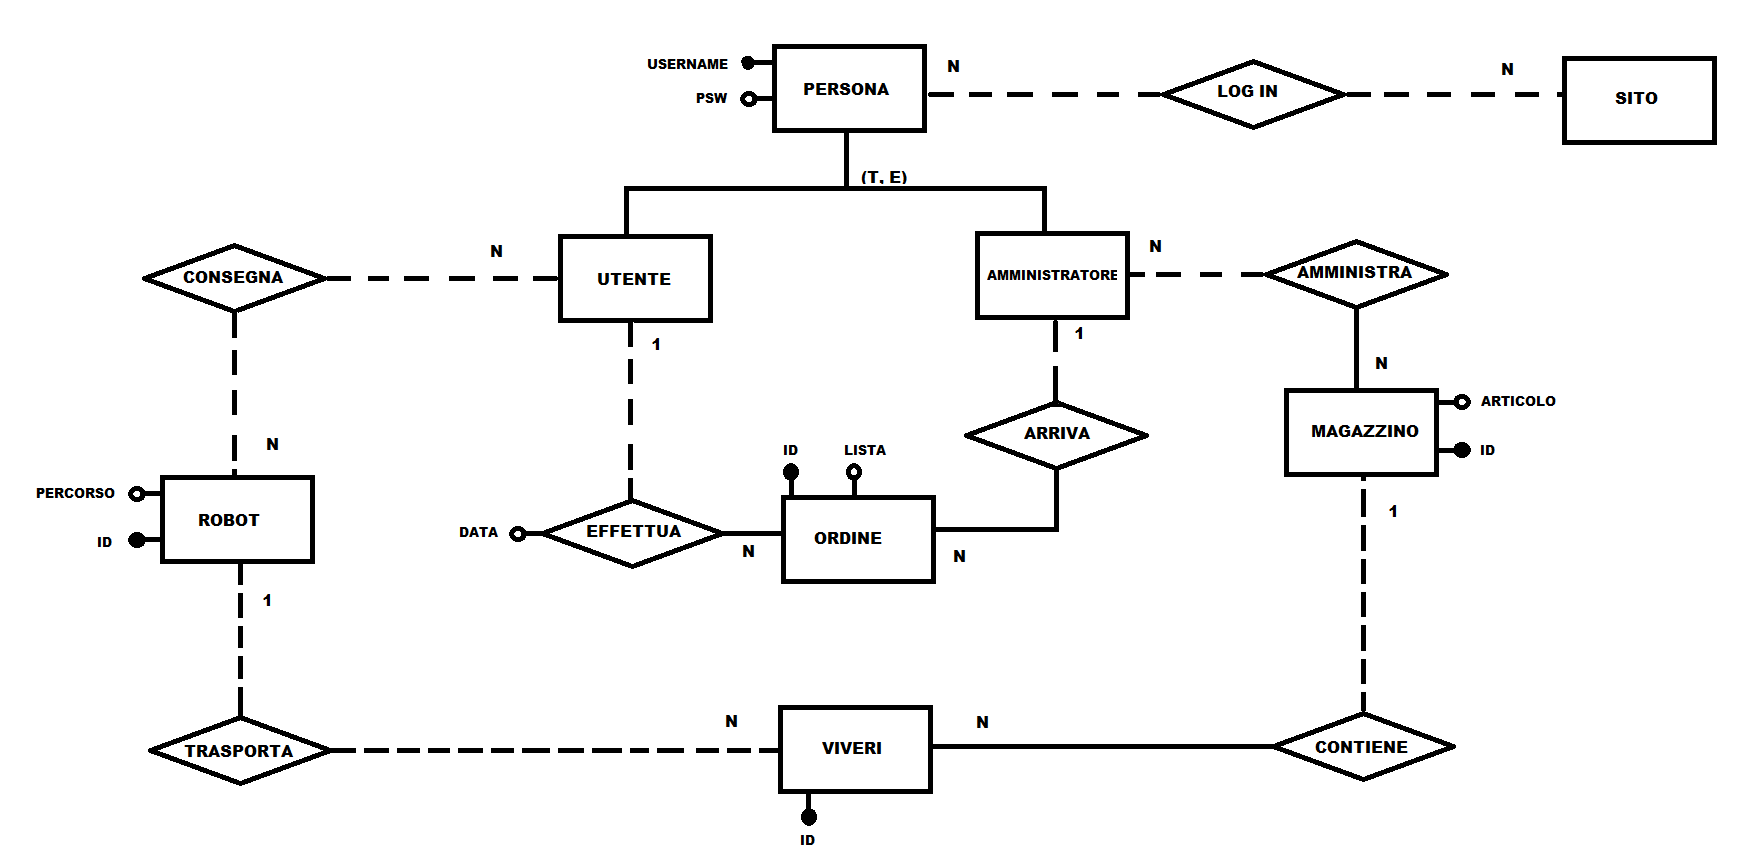 USERNAME
PSW
PERSONA
N
LOG IN
N
SITO
(T, E)
CONSEGNA
N
UTENTE
AMMINISTRATORE
N
AMMINISTRA
1
1
N
N
ARTICOLO
MAGAZZINO
ID
ARRIVA
ID
LISTA
PERCORSO
ROBOT
ID
DATA
EFFETTUA
N
ORDINE
N
1
1
TRASPORTA
N
VIVERI
N
CONTIENE
ID